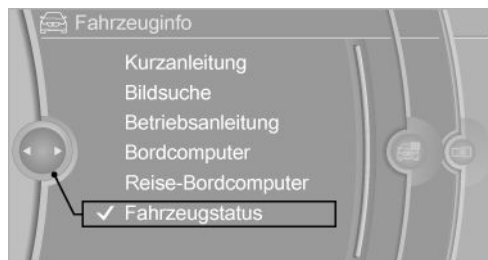 Fahrzeuginfo
Kurzanleitung
Bildsuche
Betriebsanleitung
Bordcomputer
Reise-Bordcomputer
Fahrzeugstatus